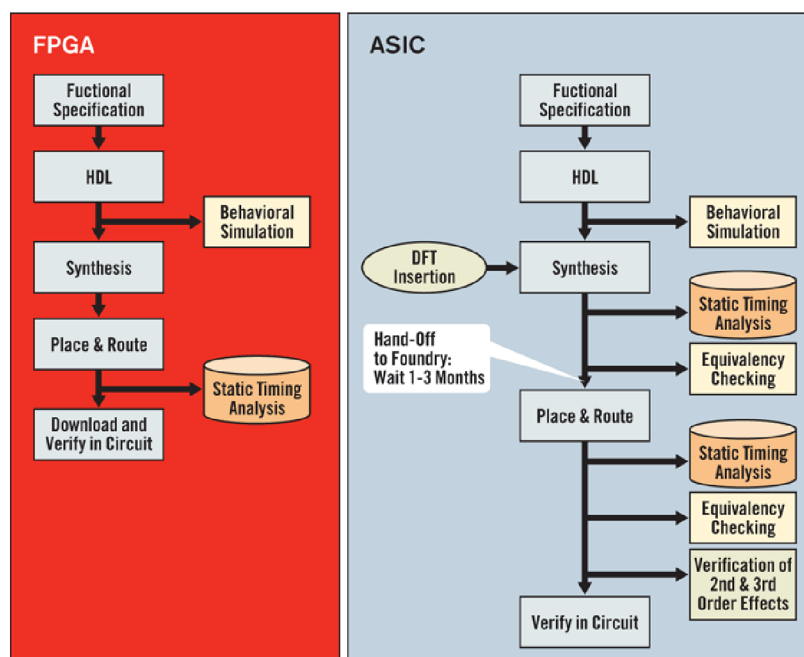 FPGA
Fuctional
Specification
HDL
Behavioral
Simulation
Synthesis
Place & Route
Static Timing
Analysis
Download and
Verify in Circuit
ASIC
Fuctional
Specification
HDL
Behavioral
Simulation
DFT
Insertion
Synthesis
Static Timing
Analysis
Hand-Off
to Foundry:
Wait 1-3 Months
Equivalency
Checking
Place & Route
Static Timing
Analysis
Equivalency
Checking
Verification of
2nd & 3rd
Order Effects
Verify in Circuit